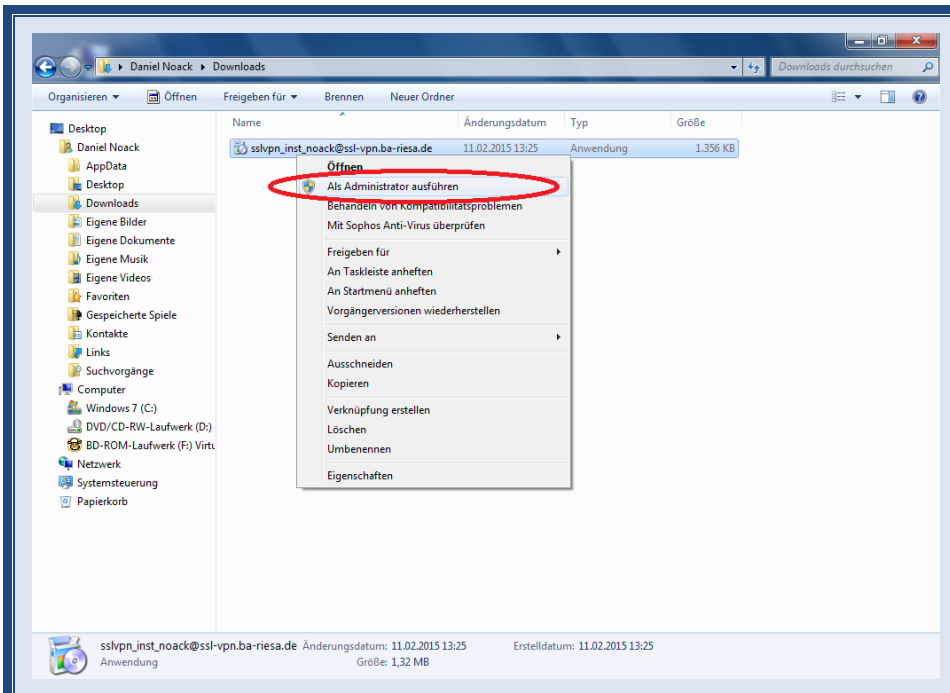 Daniel Noack Downloads
Downloads durchsuchen
Organisieren Öffnen Freigeben für Brennen Neuer Ordner
Name Änderungsdatum Typ Größe
Desktop
Daniel Noack
AppData
Desktop
Downloads
Eigene Bilder
Eigene Dokumente
Eigene Musik
Eigene Videos
Favoriten
Gespeicherte Spiele
Kontakte
Links
Suchvorgänge
Computer
Windows 7 (C:)
DVD/CD-RW-Laufwerk (D:)
BD-ROM-Laufwerk (F:) Virtu
Netzwerk
Systemsteuerung
Papierkorb
sslvpn_inst_noack@ssl-vpn.ba-riesa.de 11.02.2015 13:25 Anwendung 1.356 KB
Öffnen
Als Administrator ausführen
Behandeln von Kompatibilitätsproblemen
Mit Sophos Anti-Virus überprüfen
Freigeben für
An Taskleiste anheften
An Startmenü anheften
Vorgängerversionen wiederherstellen
Senden an
Ausschneiden
Kopieren
Verknüpfung erstellen
Löschen
Umbenennen
Eigenschaften
sslvpn_inst_noack@ssl-vpn.ba-riesa.de Änderungsdatum: 11.02.2015 13:25 Erstelldatum: 11.02.2015 13:25
Anwendung Größe: 1,32 MB